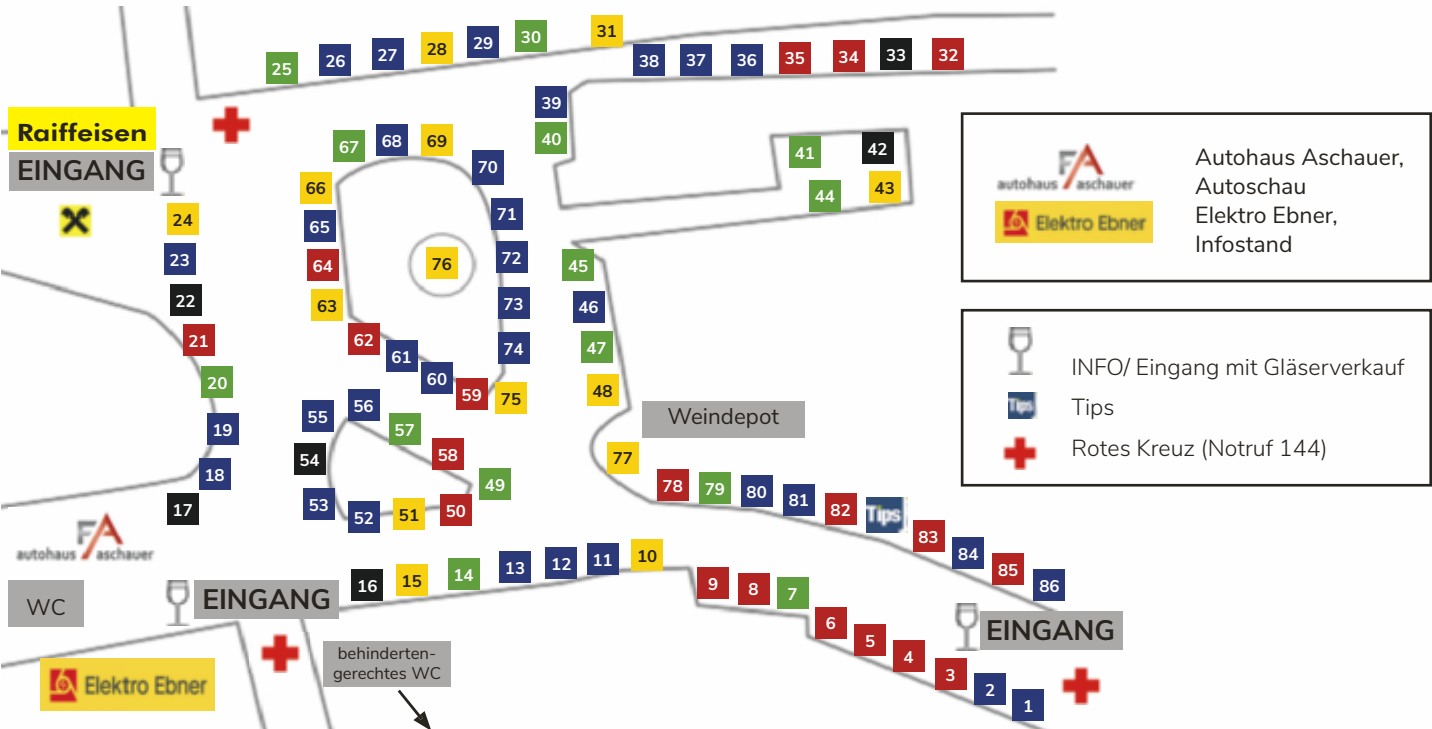 25 26 27 28 29 30 31
38 37 36 35 34 33 32
39
40
41 42
44 43
Raiffeisen
EINGANG
24
23
22
21
20
19
18
17
67 68 69
70
66
65
64
63
62
61
60
59
71
72
73
74
75
76
45
46
47
48
55 56
57
58
54
49
53 52 51 50
Weindepot
77
78 79 80 81 82
Tips
83 84 85 86
FA
autohaus aschauer
WC
EINGANG
16 15 14 13 12 11 10
9 8 7
6 5 4 3 2 1
EINGANG
Elektro Ebner
behinderten-
gerechtes WC
FA
autohaus aschauer
Elektro Ebner
Autohaus Aschauer,
Autoschau
Elektro Ebner,
Infostand
INFO/ Eingang mit Gläserverkauf
Tips
Tips
Rotes Kreuz (Notruf 144)